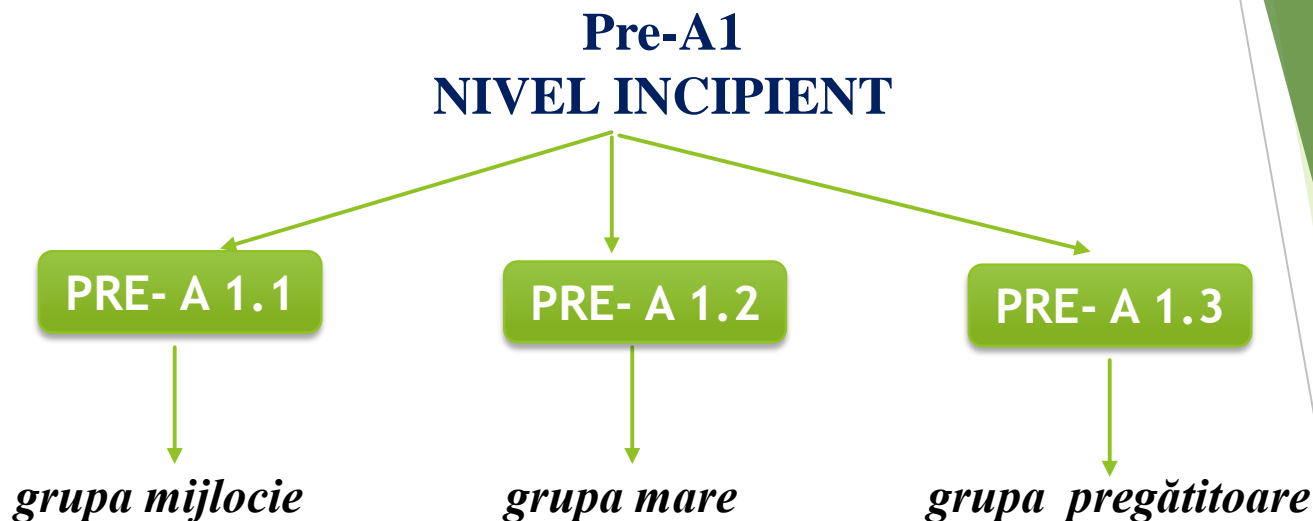 Pre-A1
NIVEL INCIPIENT
PRE- A 1.1
PRE- A 1.2
PRE- A 1.3
grupa mijlocie
grupa mare
grupa pregătitoare